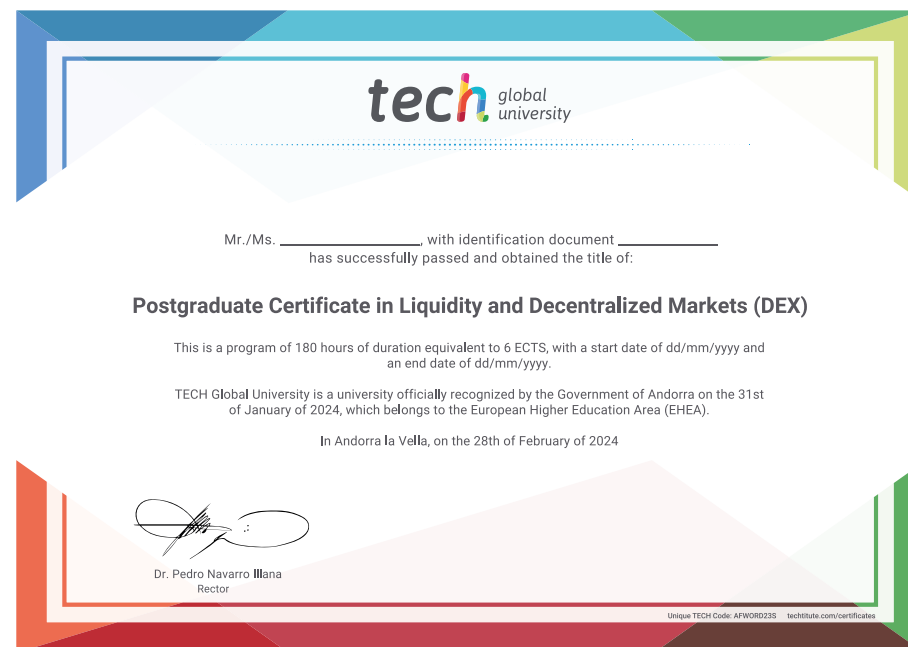 tech global university
Mr./Ms. ____________, with identification document ____________
has successfully passed and obtained the title of:
Postgraduate Certificate in Liquidity and Decentralized Markets (DEX)
This is a program of 180 hours of duration equivalent to 6 ECTS, with a start date of dd/mm/yyyy and
an end date of dd/mm/yyyy.
TECH Global University is a university officially recognized by the Government of Andorra on the 31st
of January of 2024, which belongs to the European Higher Education Area (EHEA).
In Andorra la Vella, on the 28th of February of 2024
Dr. Pedro Navarro Illana
Rector
Unique TECH Code: AFWORD23S techtitute.com/certificates